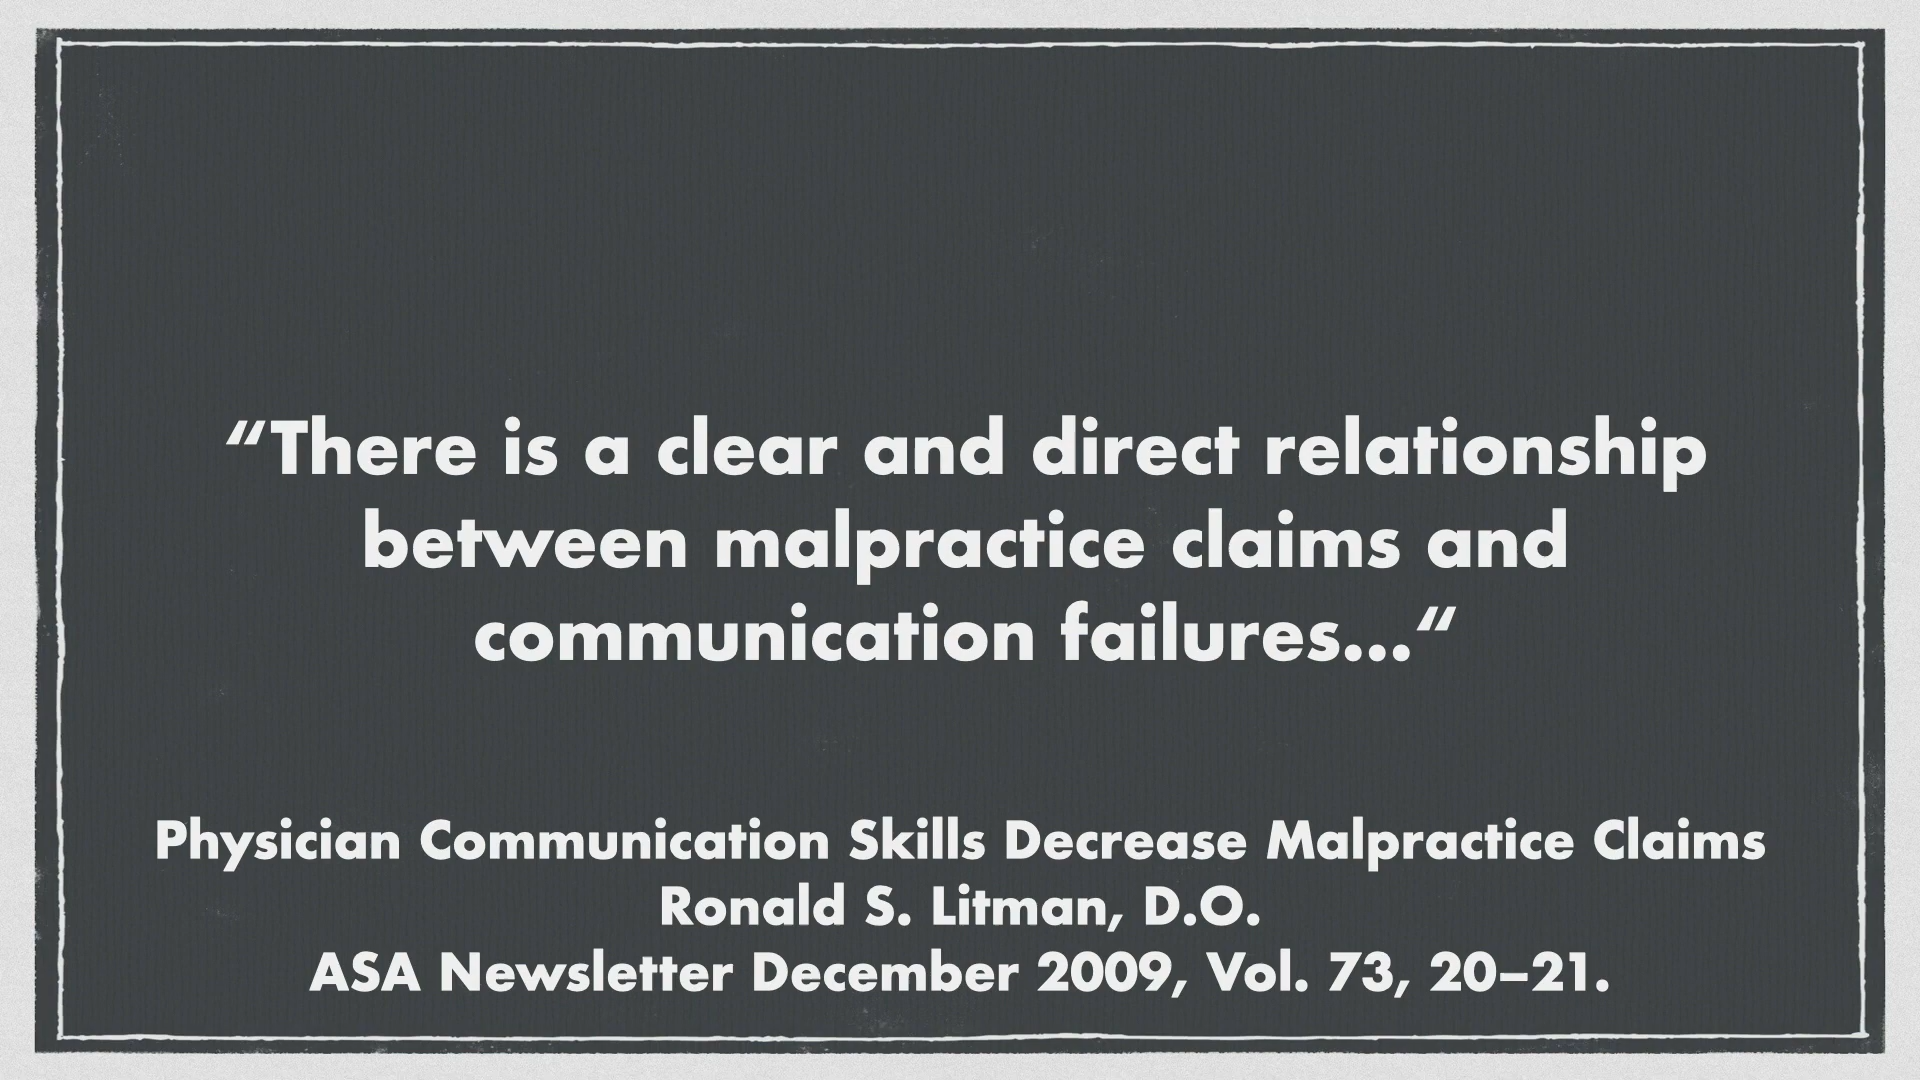 “There is a clear and direct relationship
between malpractice claims and
communication failures...“
Physician Communication Skills Decrease Malpractice Claims
Ronald S. Litman, D.O.
ASA Newsletter December 2009, Vol. 73, 20–21.